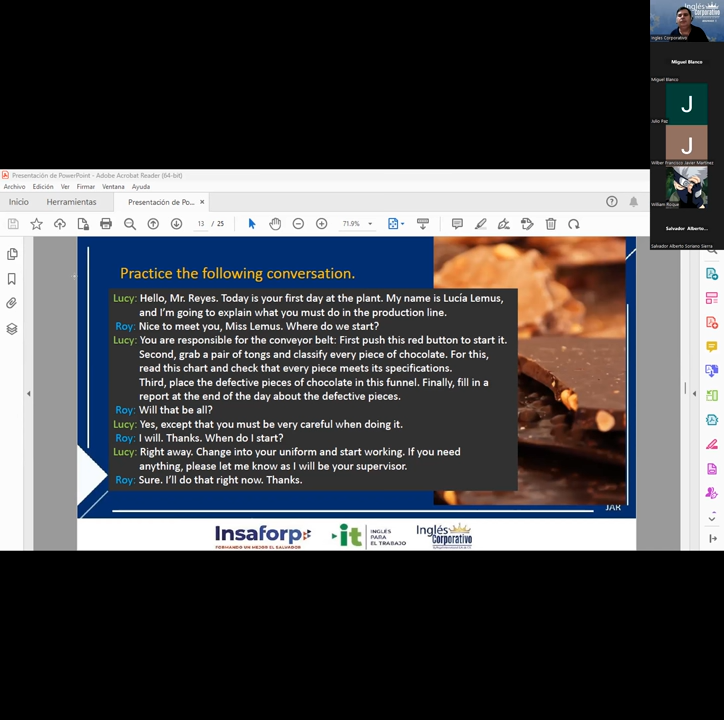 Inglés
Corporativo
Ingles Corporativo
Miguel Blanco
Miguel Blanco
J
Julio Paz
J
Wilber Francisco Javier Martinez
Salvador Alberto...
Salvador Alberto Soriano Sierra
Presentación de PowerPoint - Adobe Acrobat Reader (64-bit)
Archivo Edición Ver Firmar Ventana Ayuda
Inicio Herramientas Presentación de Po... ×
13 / 25 71.9%
Practice the following conversation.
Lucy: Hello, Mr. Reyes. Today is your first day at the plant. My name is Lucía Lemus,
and I'm going to explain what you must do in the production line.
Roy: Nice to meet you, Miss Lemus. Where do we start?
Lucy: You are responsible for the conveyor belt: First push this red button to start it.
Second, grab a pair of tongs and classify every piece of chocolate. For this,
read this chart and check that every piece meets its specifications.
Third, place the defective pieces of chocolate in this funnel. Finally, fill in a
report at the end of the day about the defective pieces.
Roy: Will that be all?
Lucy: Yes, except that you must be very careful when doing it.
Roy: I will. Thanks. When do I start?
Lucy: Right away. Change into your uniform and start working. If you need
anything, please let me know as I will be your supervisor.
Roy: Sure. I'll do that right now. Thanks.
JAR
Insaforp
FORMANDO UN MEJOR EL SALVADOR
it INGLÉS
PARA
EL TRABAJO
Inglés
Corporativo